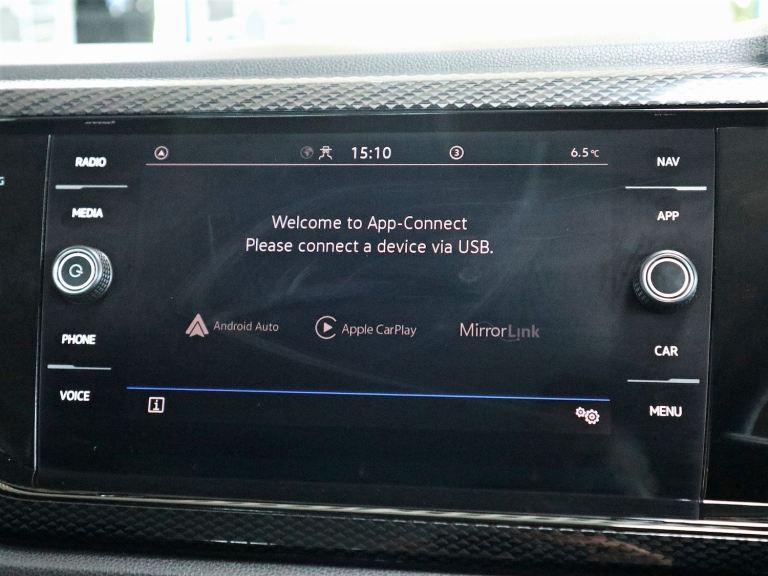 RADIO
MEDIA
PHONE
VOICE
15:10
3
6.5°C
Welcome to App-Connect
Please connect a device via USB.
Android Auto
Apple CarPlay
MirrorLink
i
NAV
APP
CAR
MENU